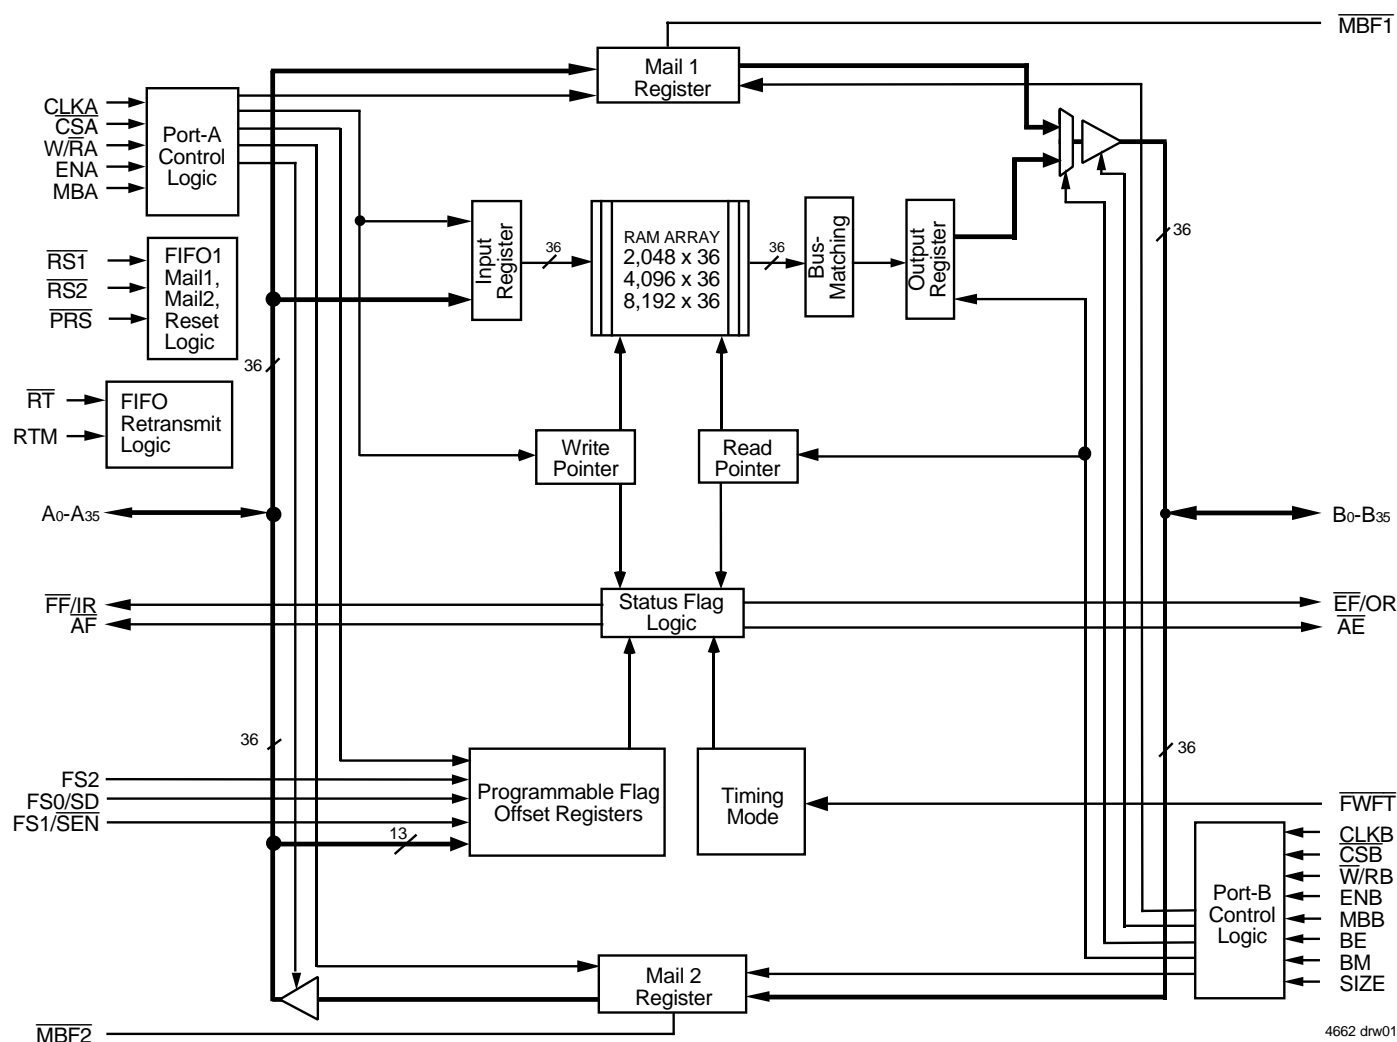 MBF1
Mail 1
Register
CLKA
CSA
W/RA
ENA
MBA
Port-A
Control
Logic
RS1
RS2
PRS
FIFO1
Mail1,
Mail2,
Reset
Logic
36
RT
RTM
FIFO
Retransmit
Logic
Input
Register
36
RAM ARRAY
2,048 x 36
4,096 x 36
8,192 x 36
36
Bus-
Matching
Output
Register
36
Write
Pointer
Read
Pointer
A0-A35
B0-B35
FF/IR
AF
Status Flag
Logic
EF/OR
AE
36
36
FS2
FS0/SD
FS1/SEN
13
Programmable Flag
Offset Registers
Timing
Mode
FWFT
CLKB
CSB
W/RB
ENB
MBB
BE
BM
SIZE
Port-B
Control
Logic
Mail 2
Register
MBF2
4662 drw01